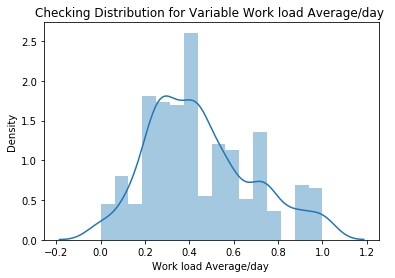 Checking Distribution for Variable Work load Average/day
2.5
2.0
1.5
1.0
0.5
0.0
Density
−0.2 0.0 0.2 0.4 0.6 0.8 1.0 1.2
Work load Average/day